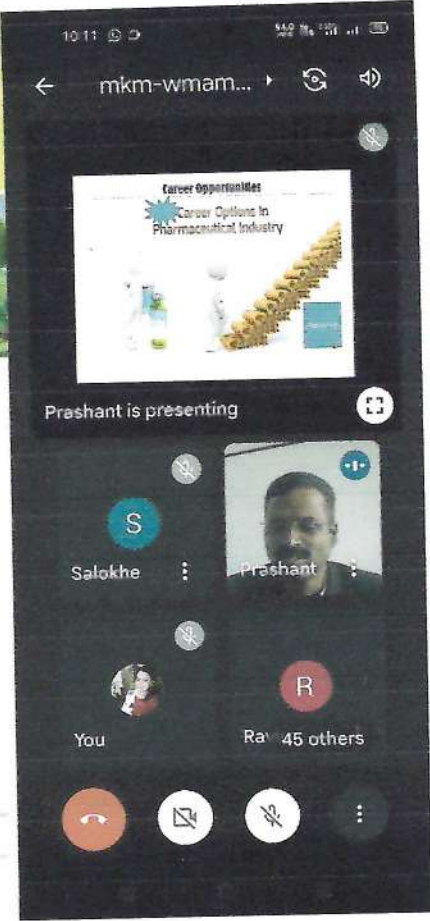 10:11
mkm-wmam...
Career Opportunities
Career Options in
Pharmaceutical Industry
Prashant is presenting
S
Salokhe
Prashant
You
R
Ra
45 others